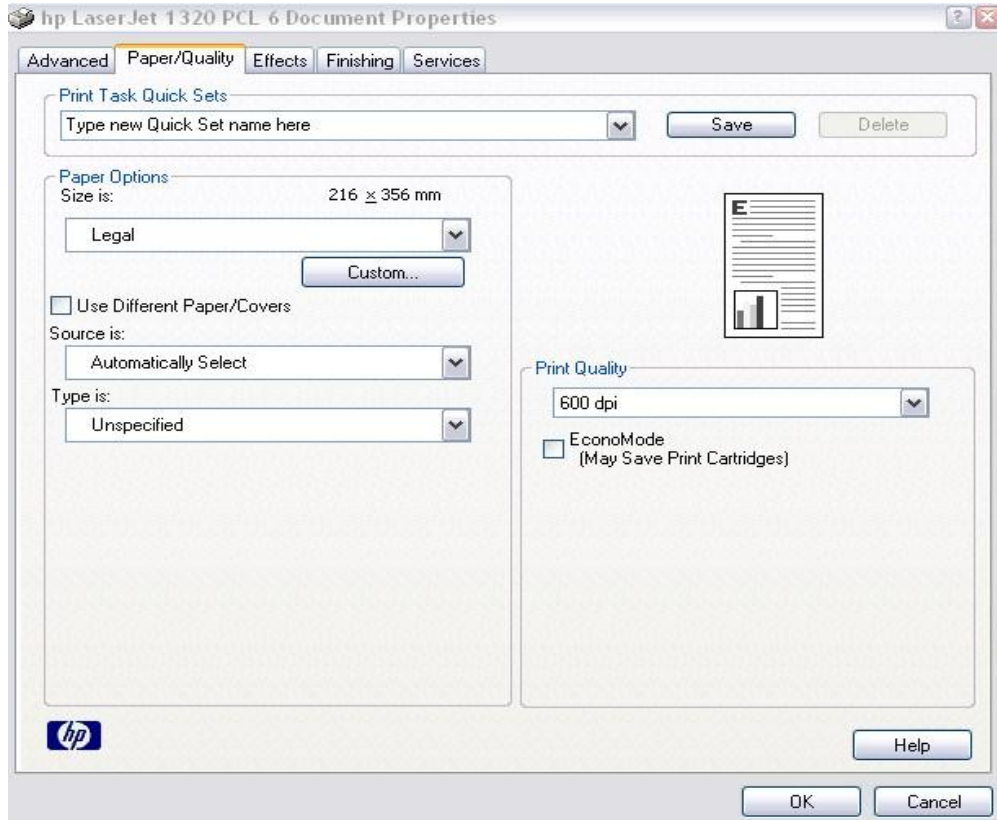 hp LaserJet 1320 PCL 6 Document Properties
Advanced Paper/Quality Effects Finishing Services
Print Task Quick Sets
Type new Quick Set name here Save Delete
Paper Options
Size is: 216 x 356 mm
Legal
Custom...
Use Different Paper/Covers
Source is:
Automatically Select
Type is:
Unspecified
E
Print Quality
600 dpi
EconoMode
(May Save Print Cartridges)
hp
Help
OK Cancel